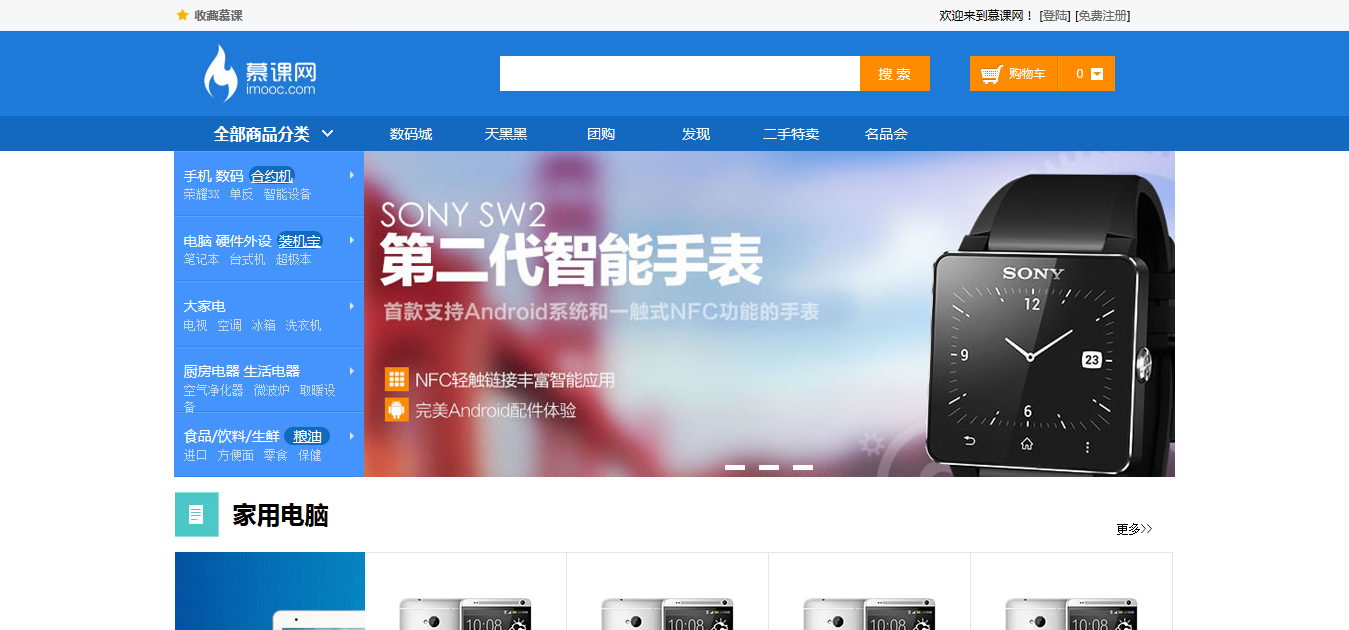 收藏慕课
欢迎来到慕课网！ [登陆] [免费注册]
慕课网
imooc.com
搜 索
购物车 0
全部商品分类 数码城 天黑黑 团购 发现 二手特卖 名品会
手机 数码 合约机
荣耀3X 单反 智能设备
电脑 硬件外设 装机宝
笔记本 台式机 超极本
大家电
电视 空调 冰箱 洗衣机
厨房电器 生活电器
空气净化器 微波炉 取暖设
备
食品/饮料/生鲜 粮油
进口 方便面 零食 保健
SONY SW2
第二代智能手表
首款支持Android系统和一触式NFC功能的手表
NFC轻触链接丰富智能应用
完美Android配件体验
SONY
12
9
23
6
家用电脑
更多>>
10:08
10:08
10:08
10:08